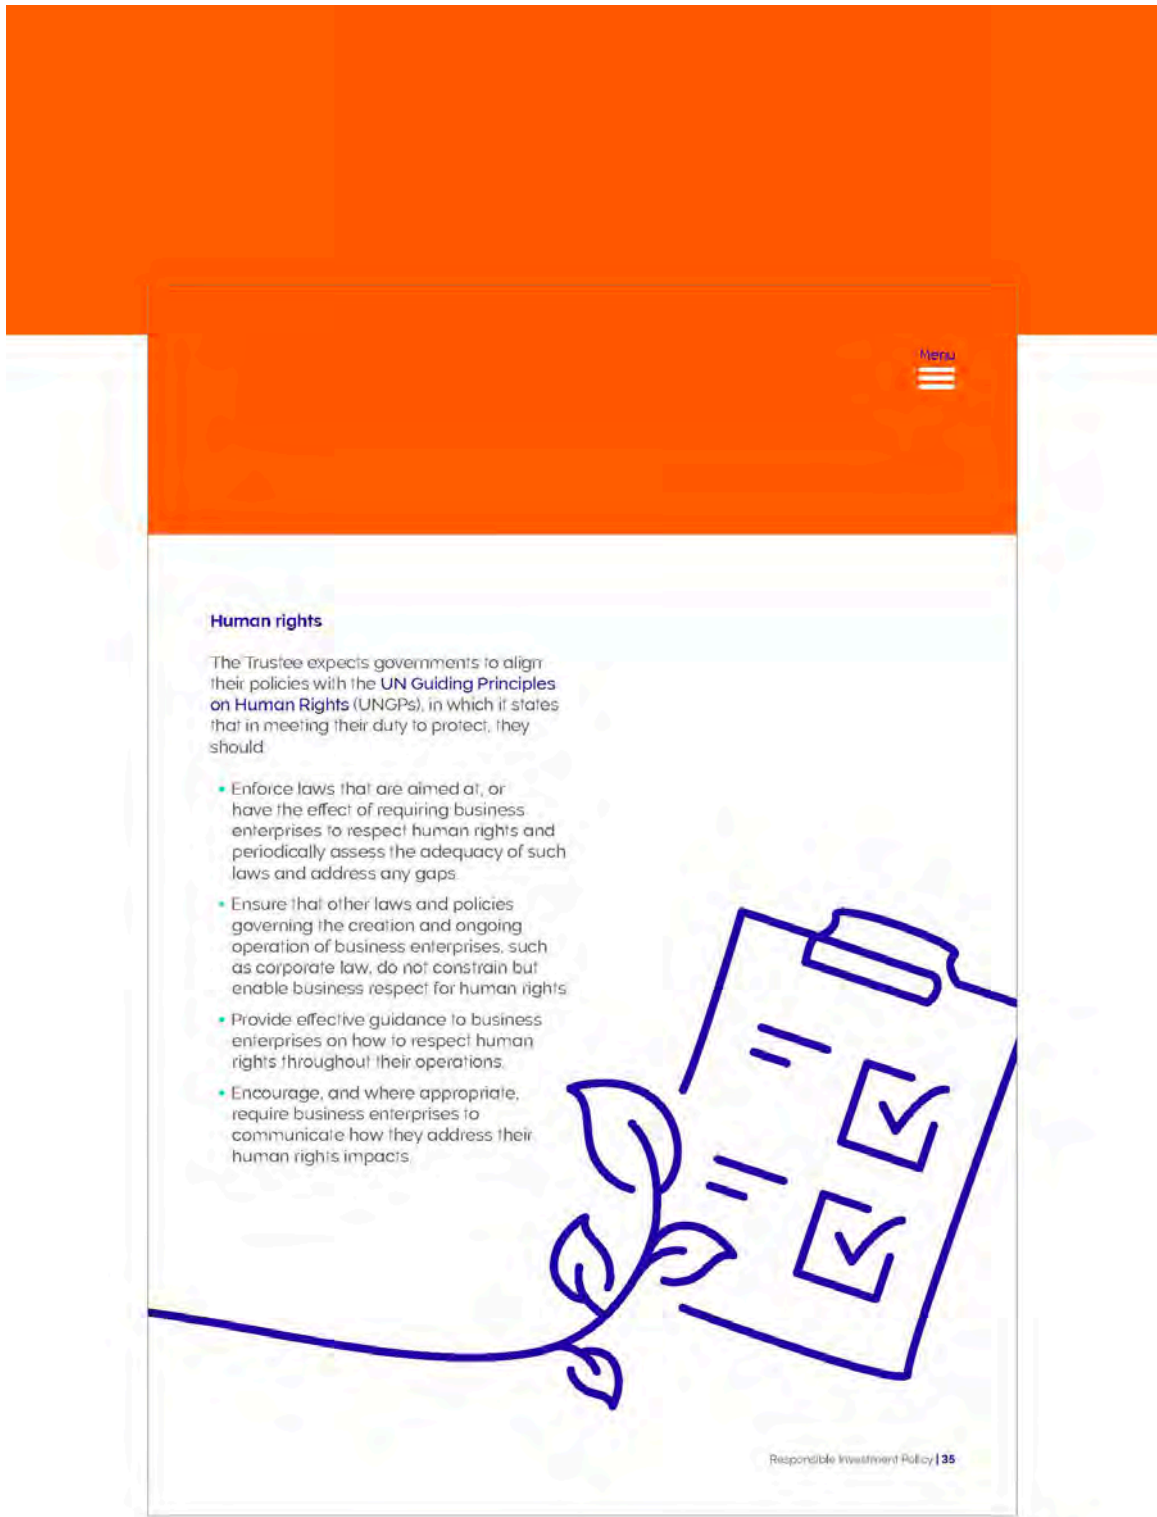 Menu
Human rights
The Trustee expects governments to align
their policies with the UN Guiding Principles
on Human Rights (UNGPs), in which it states
that in meeting their duty to protect, they
should:
• Enforce laws that are aimed at, or
have the effect of requiring business
enterprises to respect human rights and
periodically assess the adequacy of such
laws and address any gaps.
• Ensure that other laws and policies
governing the creation and ongoing
operation of business enterprises, such
as corporate law, do not constrain but
enable business respect for human rights.
• Provide effective guidance to business
enterprises on how to respect human
rights throughout their operations.
• Encourage, and where appropriate,
require business enterprises to
communicate how they address their
human rights impacts.
Responsible Investment Policy | 35